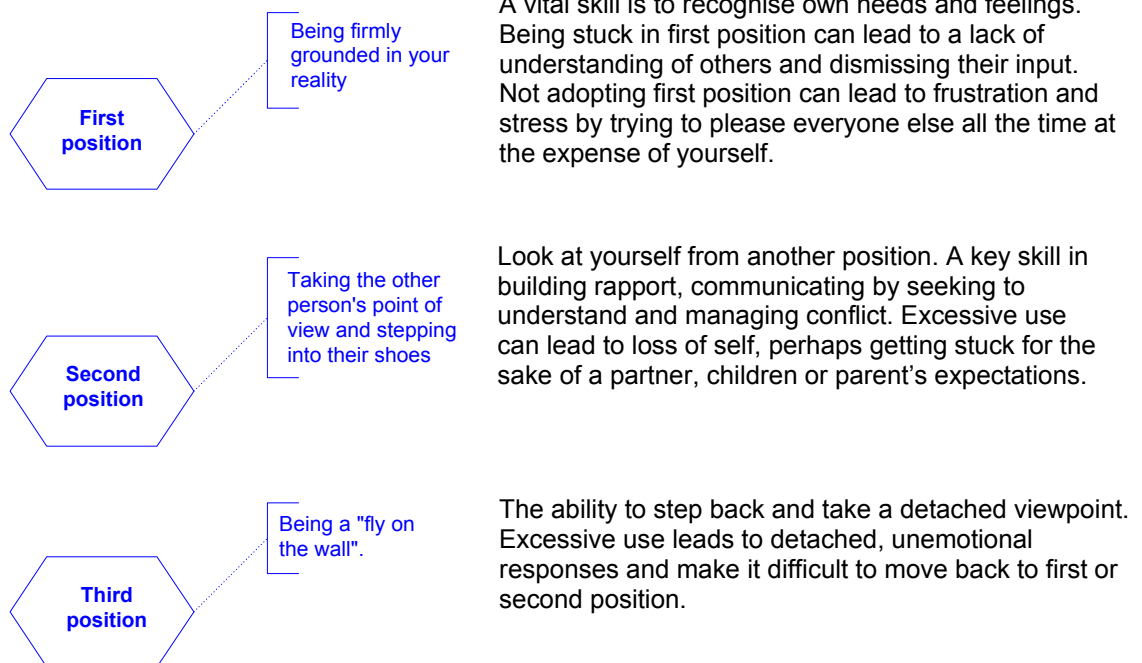 First
position
Being firmly
grounded in your
reality
A vital skill is to recognise own needs and feelings.
Being stuck in first position can lead to a lack of
understanding of others and dismissing their input.
Not adopting first position can lead to frustration and
stress by trying to please everyone else all the time at
the expense of yourself.
Second
position
Taking the other
person's point of
view and stepping
into their shoes
Look at yourself from another position. A key skill in
building rapport, communicating by seeking to
understand and managing conflict. Excessive use
can lead to loss of self, perhaps getting stuck for the
sake of a partner, children or parent’s expectations.
Third
position
Being a "fly on
the wall".
The ability to step back and take a detached viewpoint.
Excessive use leads to detached, unemotional
responses and make it difficult to move back to first or
second position.